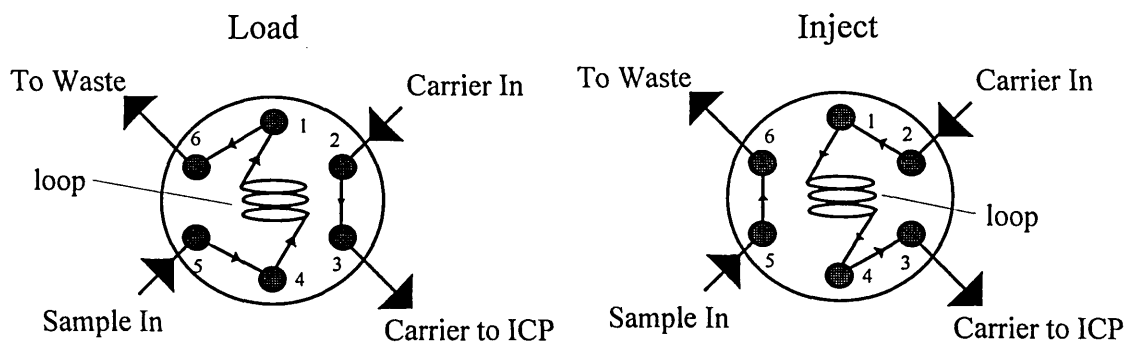 Load
To Waste
Carrier In
6
1
2
loop
5
4
3
Sample In
Carrier to ICP
Inject
To Waste
Carrier In
6
1
2
loop
5
4
3
Sample In
Carrier to ICP